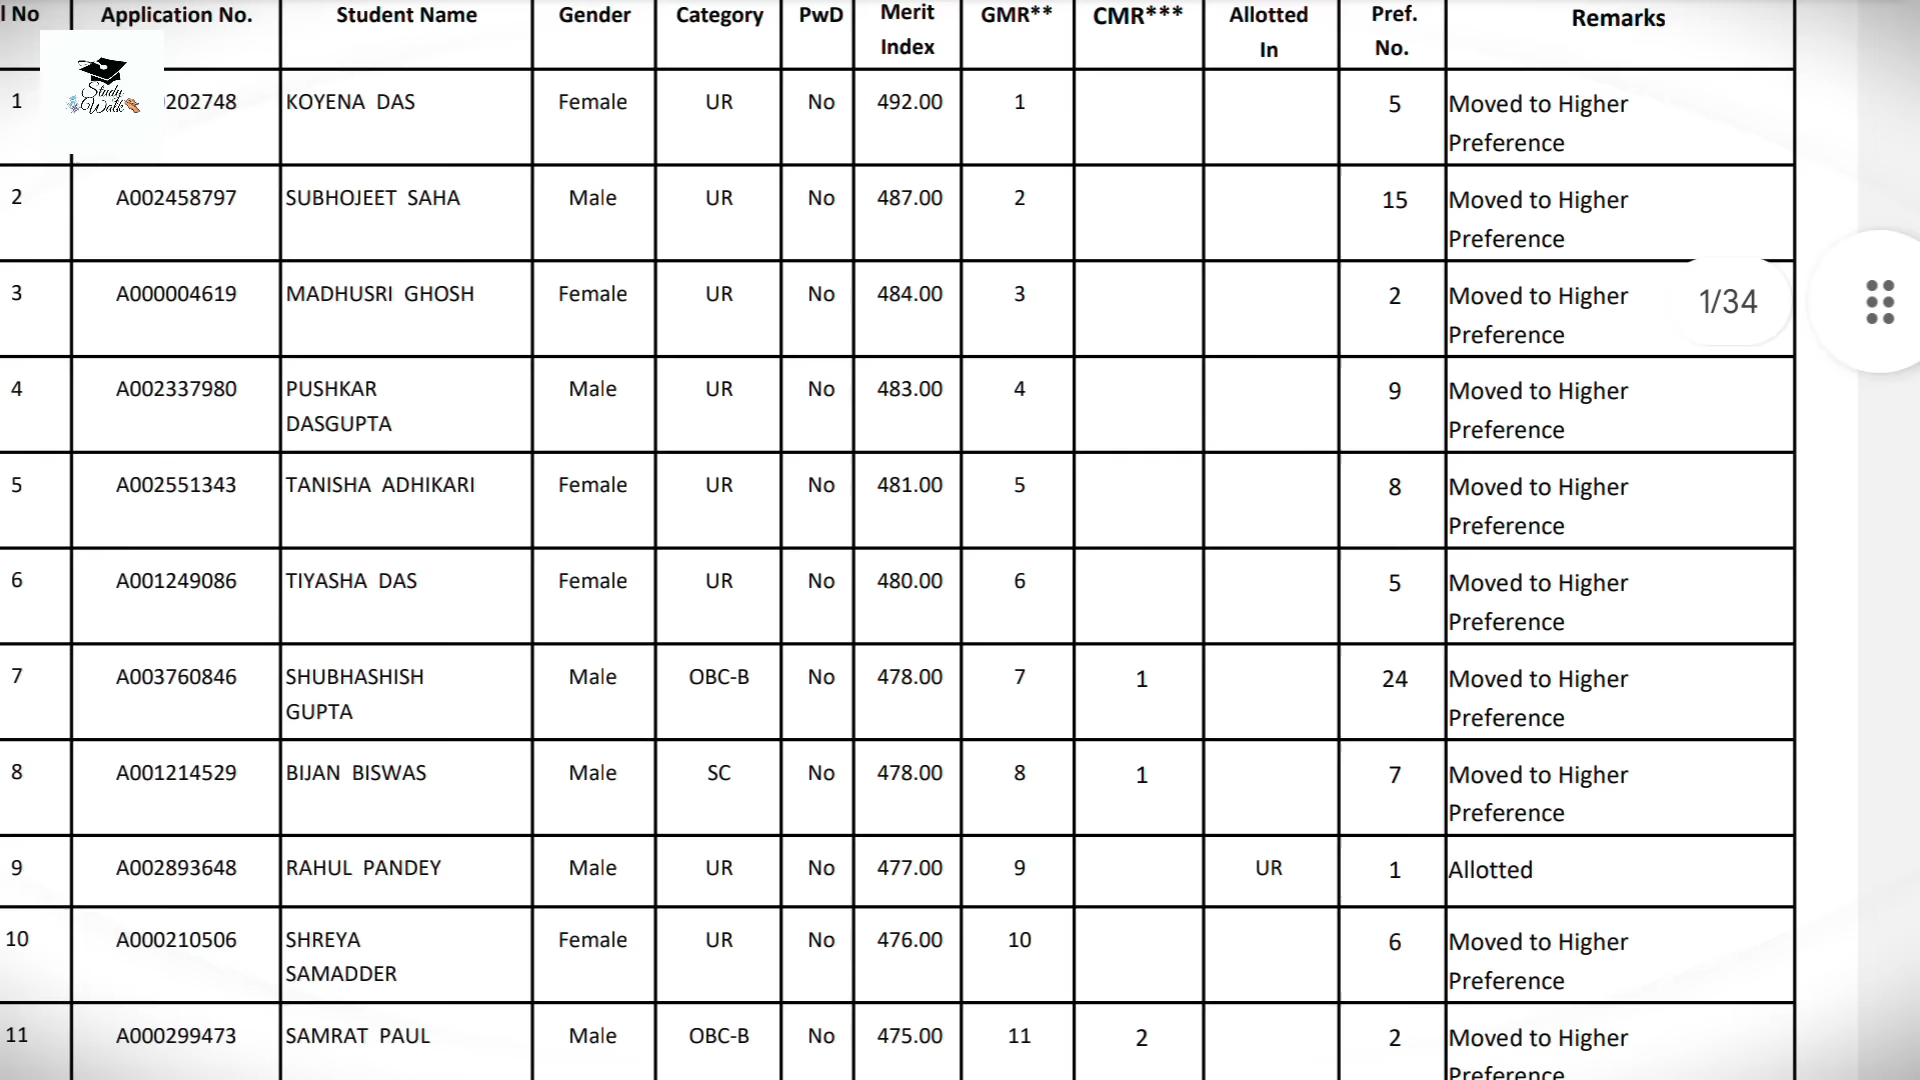 l No Application No. Student Name Gender Category PwD Merit Index GMR** CMR*** Allotted In Pref. No. Remarks
Study
Walk
1 202748 KOYENA DAS Female UR No 492.00 1 5 Moved to Higher
Preference
2 A002458797 SUBHOJEET SAHA Male UR No 487.00 2 15 Moved to Higher
Preference
3 A000004619 MADHUSRI GHOSH Female UR No 484.00 3 2 Moved to Higher
Preference
1/34
4 A002337980 PUSHKAR Male UR No 483.00 4 9 Moved to Higher
DASGUPTA Preference
5 A002551343 TANISHA ADHIKARI Female UR No 481.00 5 8 Moved to Higher
Preference
6 A001249086 TIYASHA DAS Female UR No 480.00 6 5 Moved to Higher
Preference
7 A003760846 SHUBHASHISH Male OBC-B No 478.00 7 1 24 Moved to Higher
GUPTA Preference
8 A001214529 BIJAN BISWAS Male SC No 478.00 8 1 7 Moved to Higher
Preference
9 A002893648 RAHUL PANDEY Male UR No 477.00 9 UR 1 Allotted
10 A000210506 SHREYA Female UR No 476.00 10 6 Moved to Higher
SAMADDER Preference
11 A000299473 SAMRAT PAUL Male OBC-B No 475.00 11 2 2 Moved to Higher
Preference